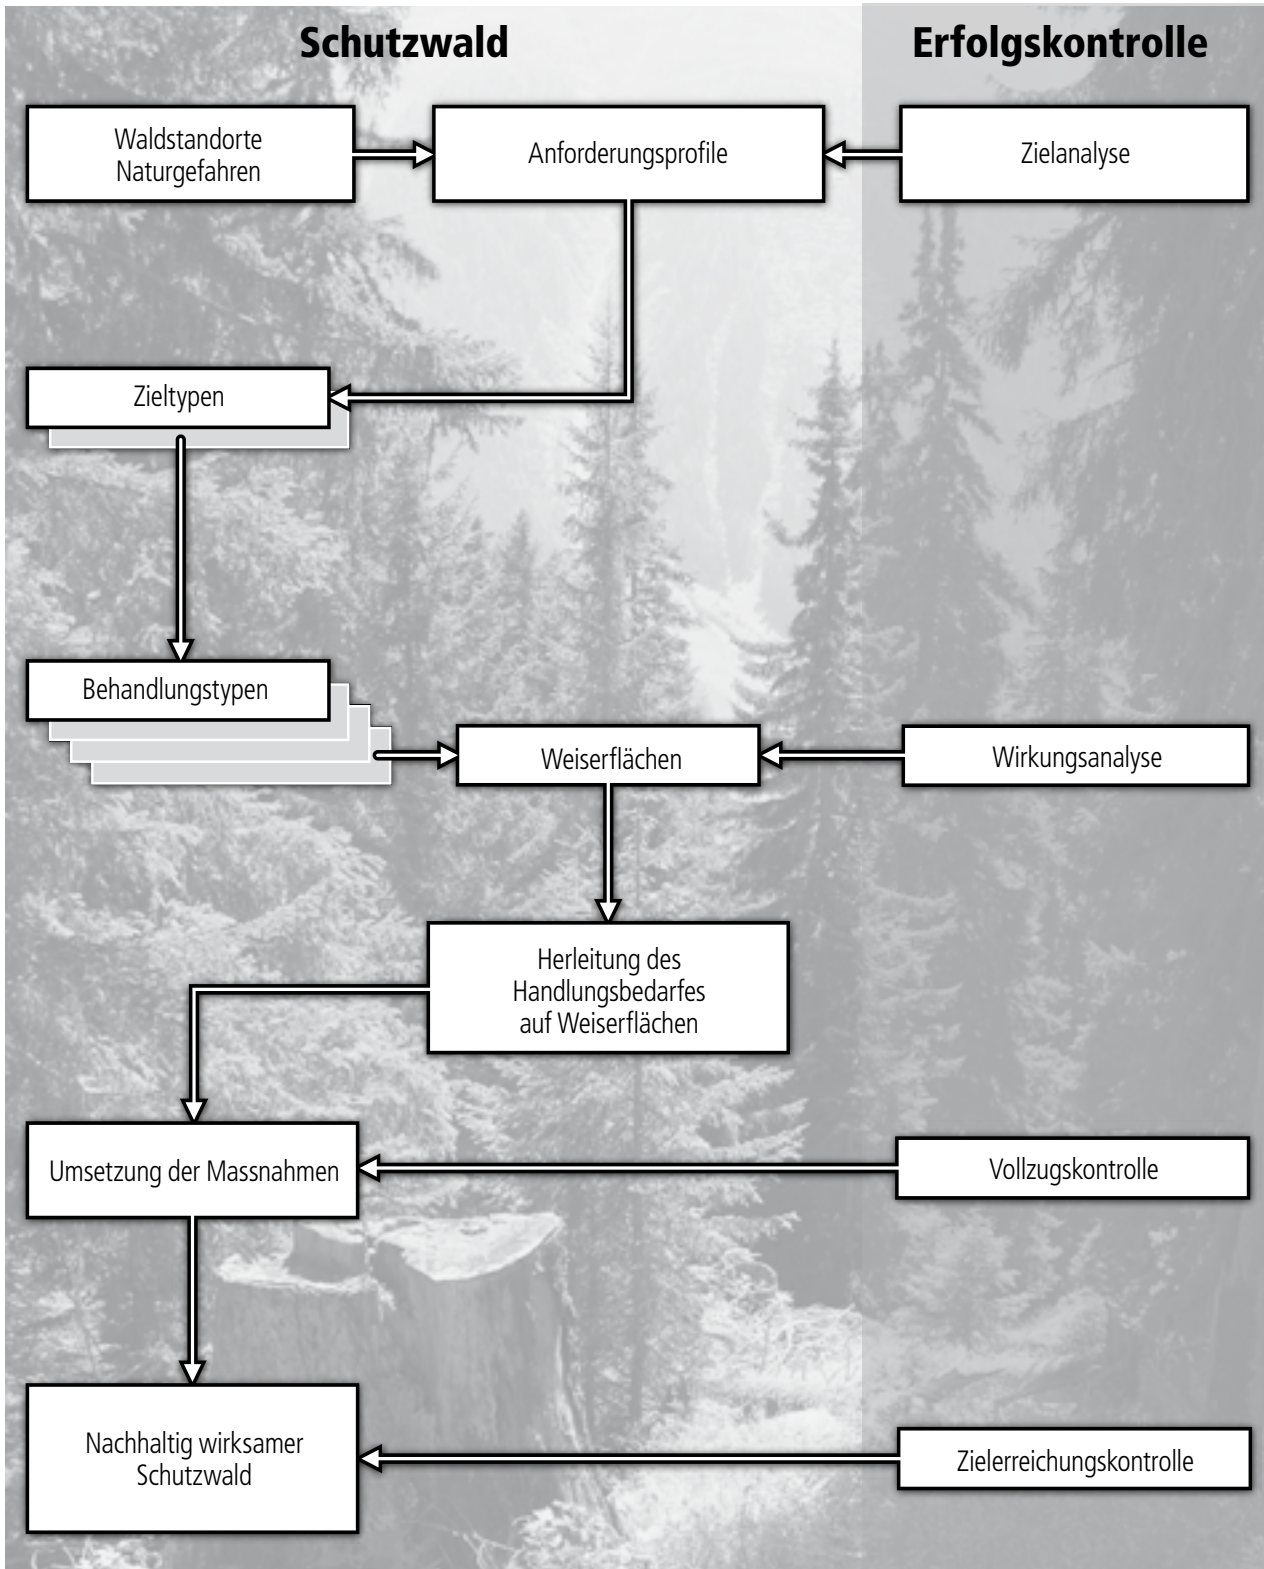 Schutzwald
Erfolgskontrolle
Waldstandorte
Naturgefahren
Anforderungsprofile
Zielanalyse
Zieltypen
Behandlungstypen
Weiserflächen
Wirkungsanalyse
Herleitung des
Handlungsbedarfes
auf Weiserflächen
Umsetzung der Massnahmen
Vollzugskontrolle
Nachhaltig wirksamer
Schutzwald
Zielerreichungskontrolle